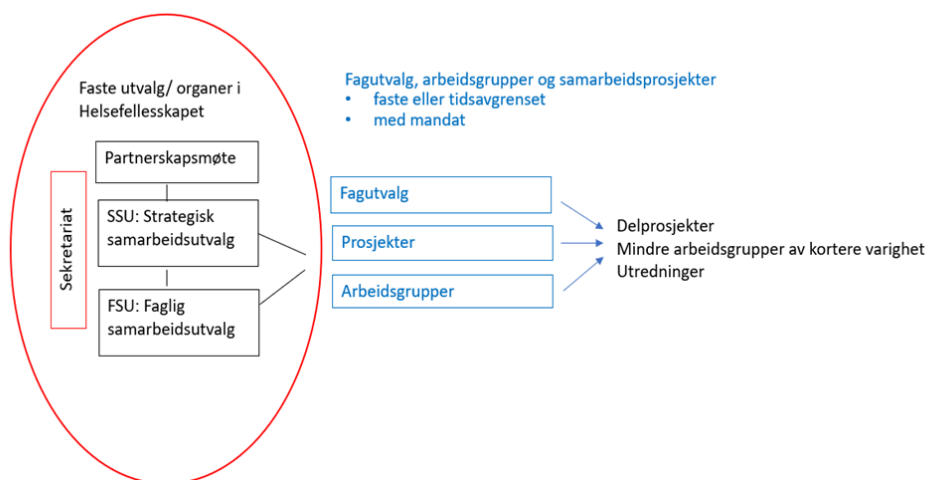 Faste utvalg/ organer i
Helsefellesskapet
Partnerskapsmøte
Sekretariat
SSU: Strategisk
samarbeidsutvalg
FSU: Faglig
samarbeidsutvalg
Fagutvalg, arbeidsgrupper og samarbeidsprosjekter
• faste eller tidsavgrenset
• med mandat
Fagutvalg
Prosjekter
Arbeidsgrupper
Delprosjekter
Mindre arbeidsgrupper av kortere varighet
Utredninger